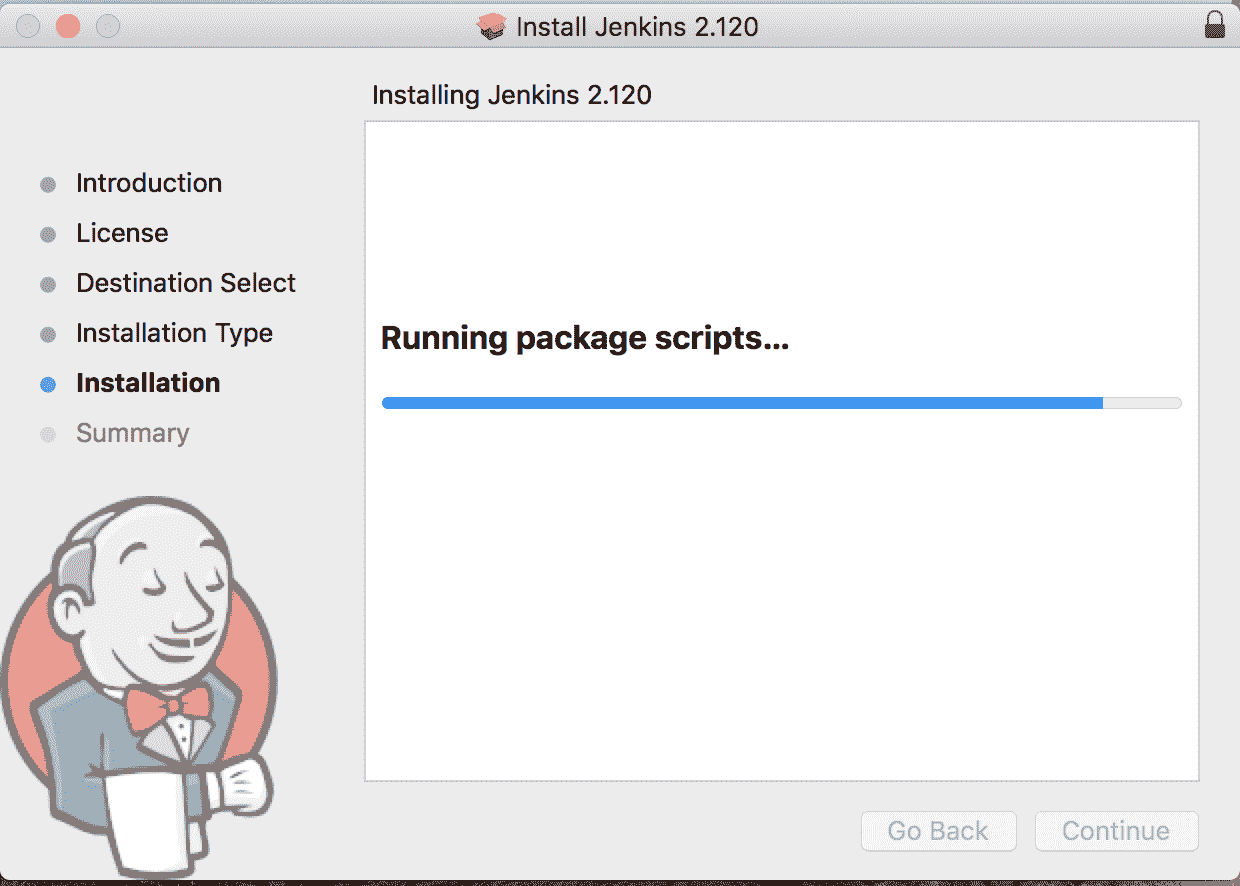 Install Jenkins 2.120
Installing Jenkins 2.120
Introduction
License
Destination Select
Installation Type
Installation
Summary
Running package scripts...
Go Back
Continue